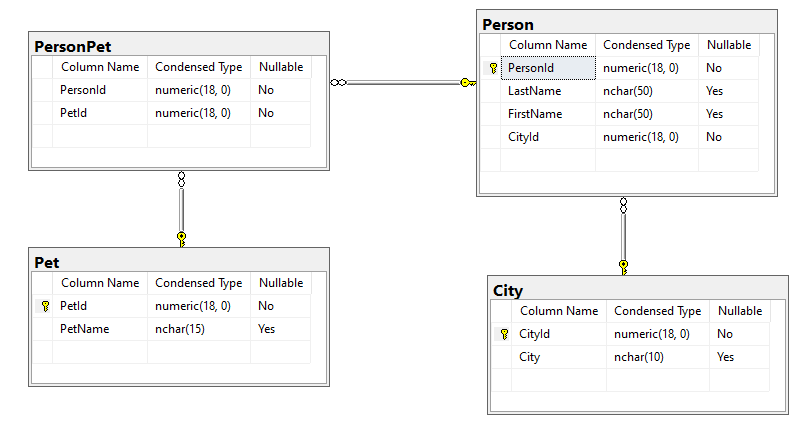 PersonPet
Column Name Condensed Type Nullable
PersonId numeric(18, 0) No
PetId numeric(18, 0) No
Person
Column Name Condensed Type Nullable
PersonId numeric(18, 0) No
LastName nchar(50) Yes
FirstName nchar(50) Yes
CityId numeric(18, 0) No
Pet
Column Name Condensed Type Nullable
PetId numeric(18, 0) No
PetName nchar(15) Yes
City
Column Name Condensed Type Nullable
CityId numeric(18, 0) No
City nchar(10) Yes